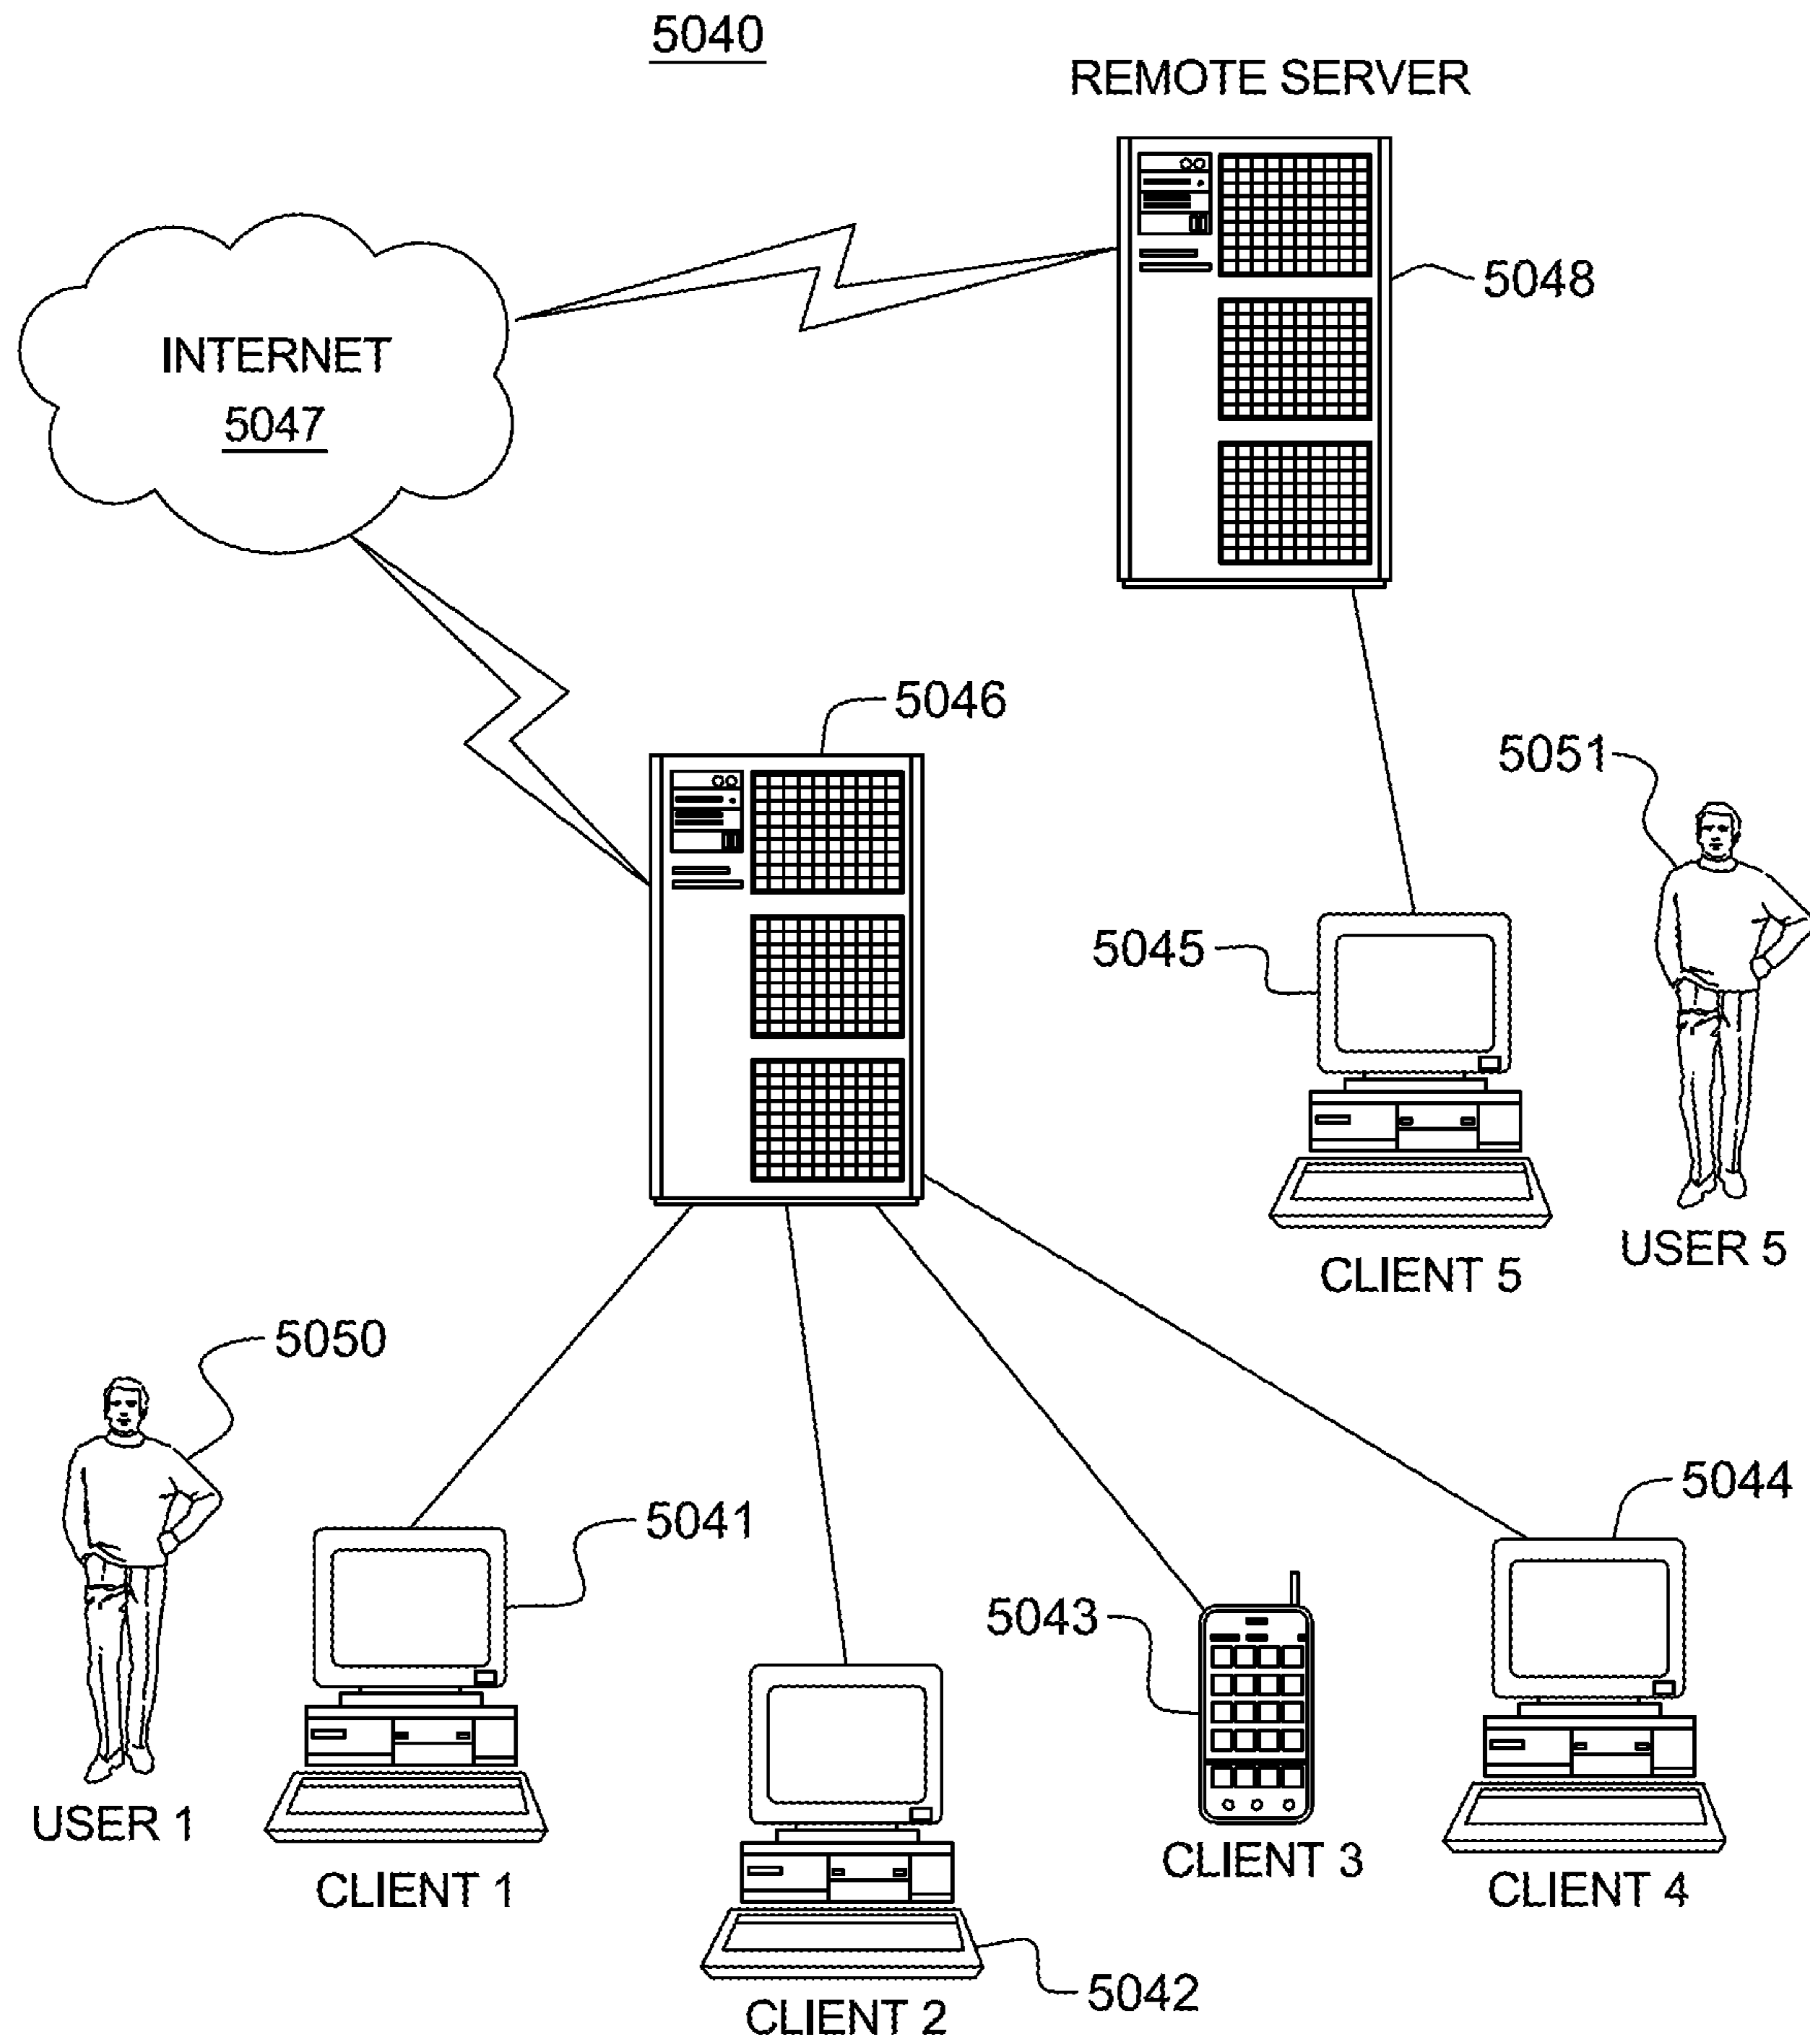 5040
REMOTE SERVER
5048
INTERNET
5047
5046
5051
5045
USER 5
CLIENT 5
5050
5044
5041
5043
USER 1
CLIENT 3
CLIENT 1
CLIENT 4
5042
CLIENT 2